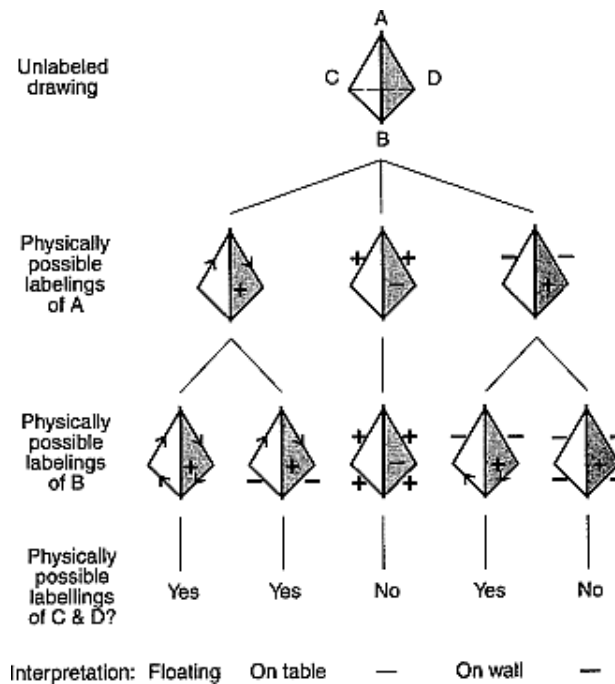 A
Unlabeled
drawing
C D
B
Physically
possible
labelings
of A
+ + + - - - +
Physically
possible
labelings
of B
+ - + - + - + + + - + - - + - - +
Physically
possible
labellings
of C & D?
Yes Yes No Yes No
Interpretation: Floating On table — On wall —